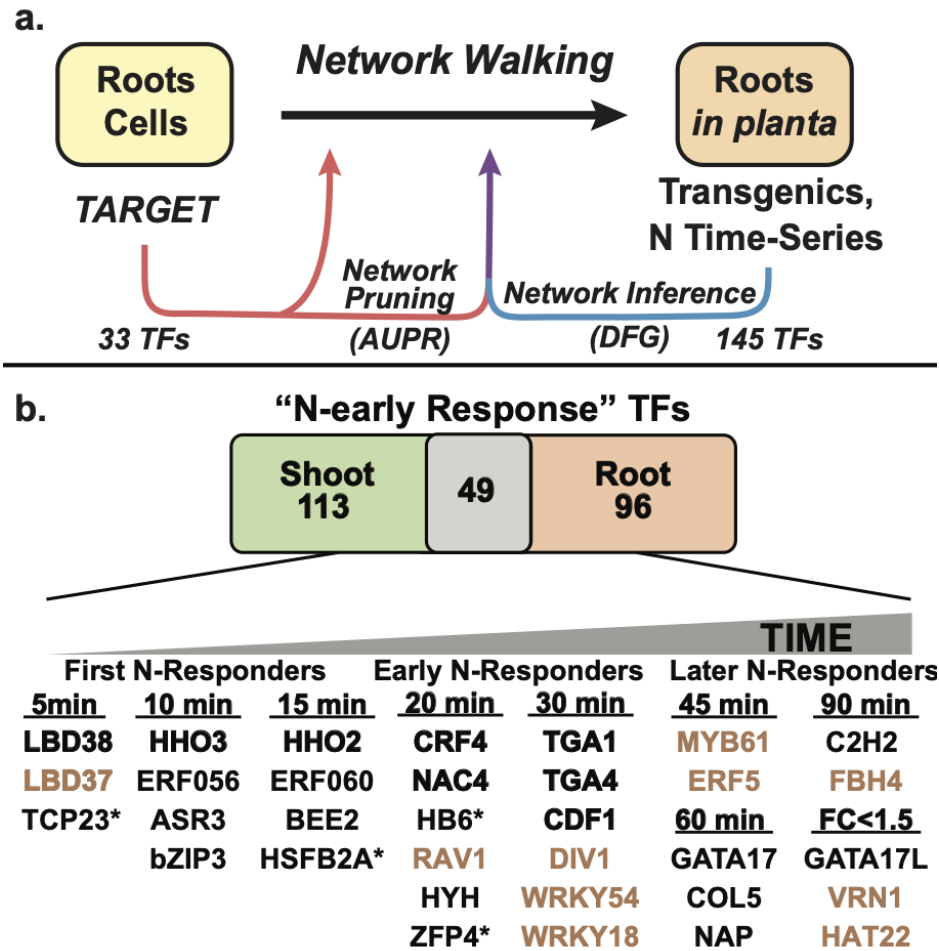 a.
Network Walking
Roots
Cells
Roots
in planta
TARGET
Transgenics,
N Time-Series
Network
Pruning
Network Inference
33 TFs
(AUPR)
(DFG)
145 TFs
b.
“N-early Response” TFs
Shoot
113
49
Root
96
TIME
First N-Responders
Early N-Responders
Later N-Responders
5min
10 min
15 min
20 min
30 min
45 min
90 min
LBD38
HHO3
HHO2
CRF4
TGA1
MYB61
C2H2
LBD37
ERF056
ERF060
NAC4
TGA4
ERF5
FBH4
TCP23*
ASR3
BEE2
HB6*
CDF1
60 min
FC<1.5
bZIP3
HSFB2A*
RAV1
DIV1
GATA17
GATA17L
HYH
WRKY54
COL5
VRN1
ZFP4*
WRKY18
NAP
HAT22